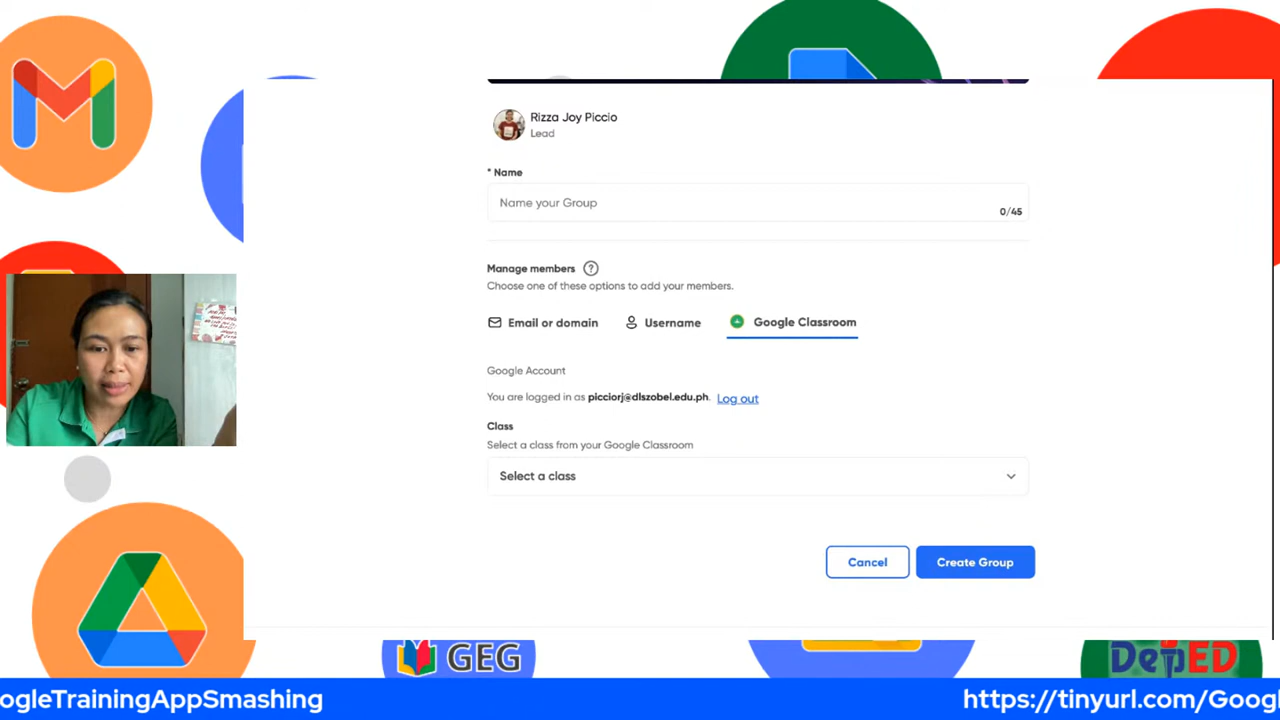 Rizza Joy Piccio
Lead
* Name
Name your Group
0/45
Manage members ?
Choose one of these options to add your members.
Email or domain Username Google Classroom
Google Account
You are logged in as picciorj@dlszobel.edu.ph. Log out
Class
Select a class from your Google Classroom
Select a class
Cancel Create Group
GEG DepED
oogleTrainingAppSmashing https://tinyurl.com/Googl